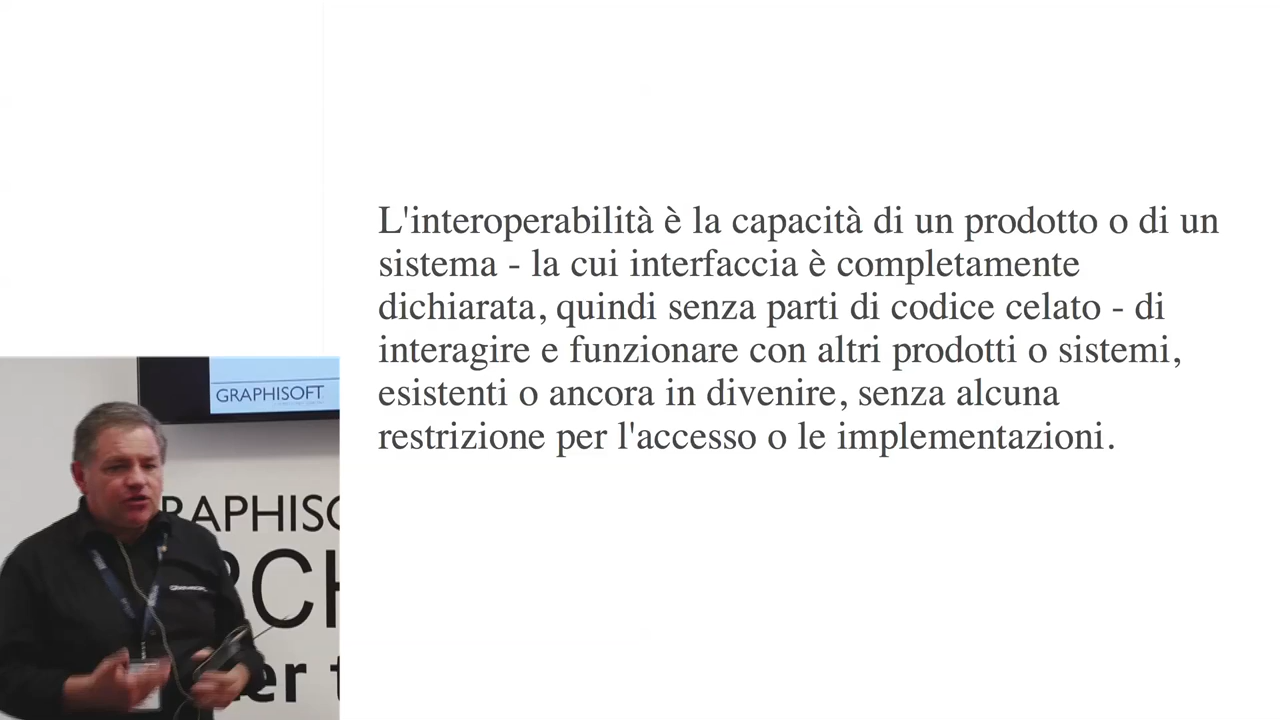 L'interoperabilità è la capacità di un prodotto o di un
sistema - la cui interfaccia è completamente
dichiarata, quindi senza parti di codice celato - di
interagire e funzionare con altri prodotti o sistemi,
esistenti o ancora in divenire, senza alcuna
restrizione per l'accesso o le implementazioni.
GRAPHISOFT
RAPHISO
RCH
er t